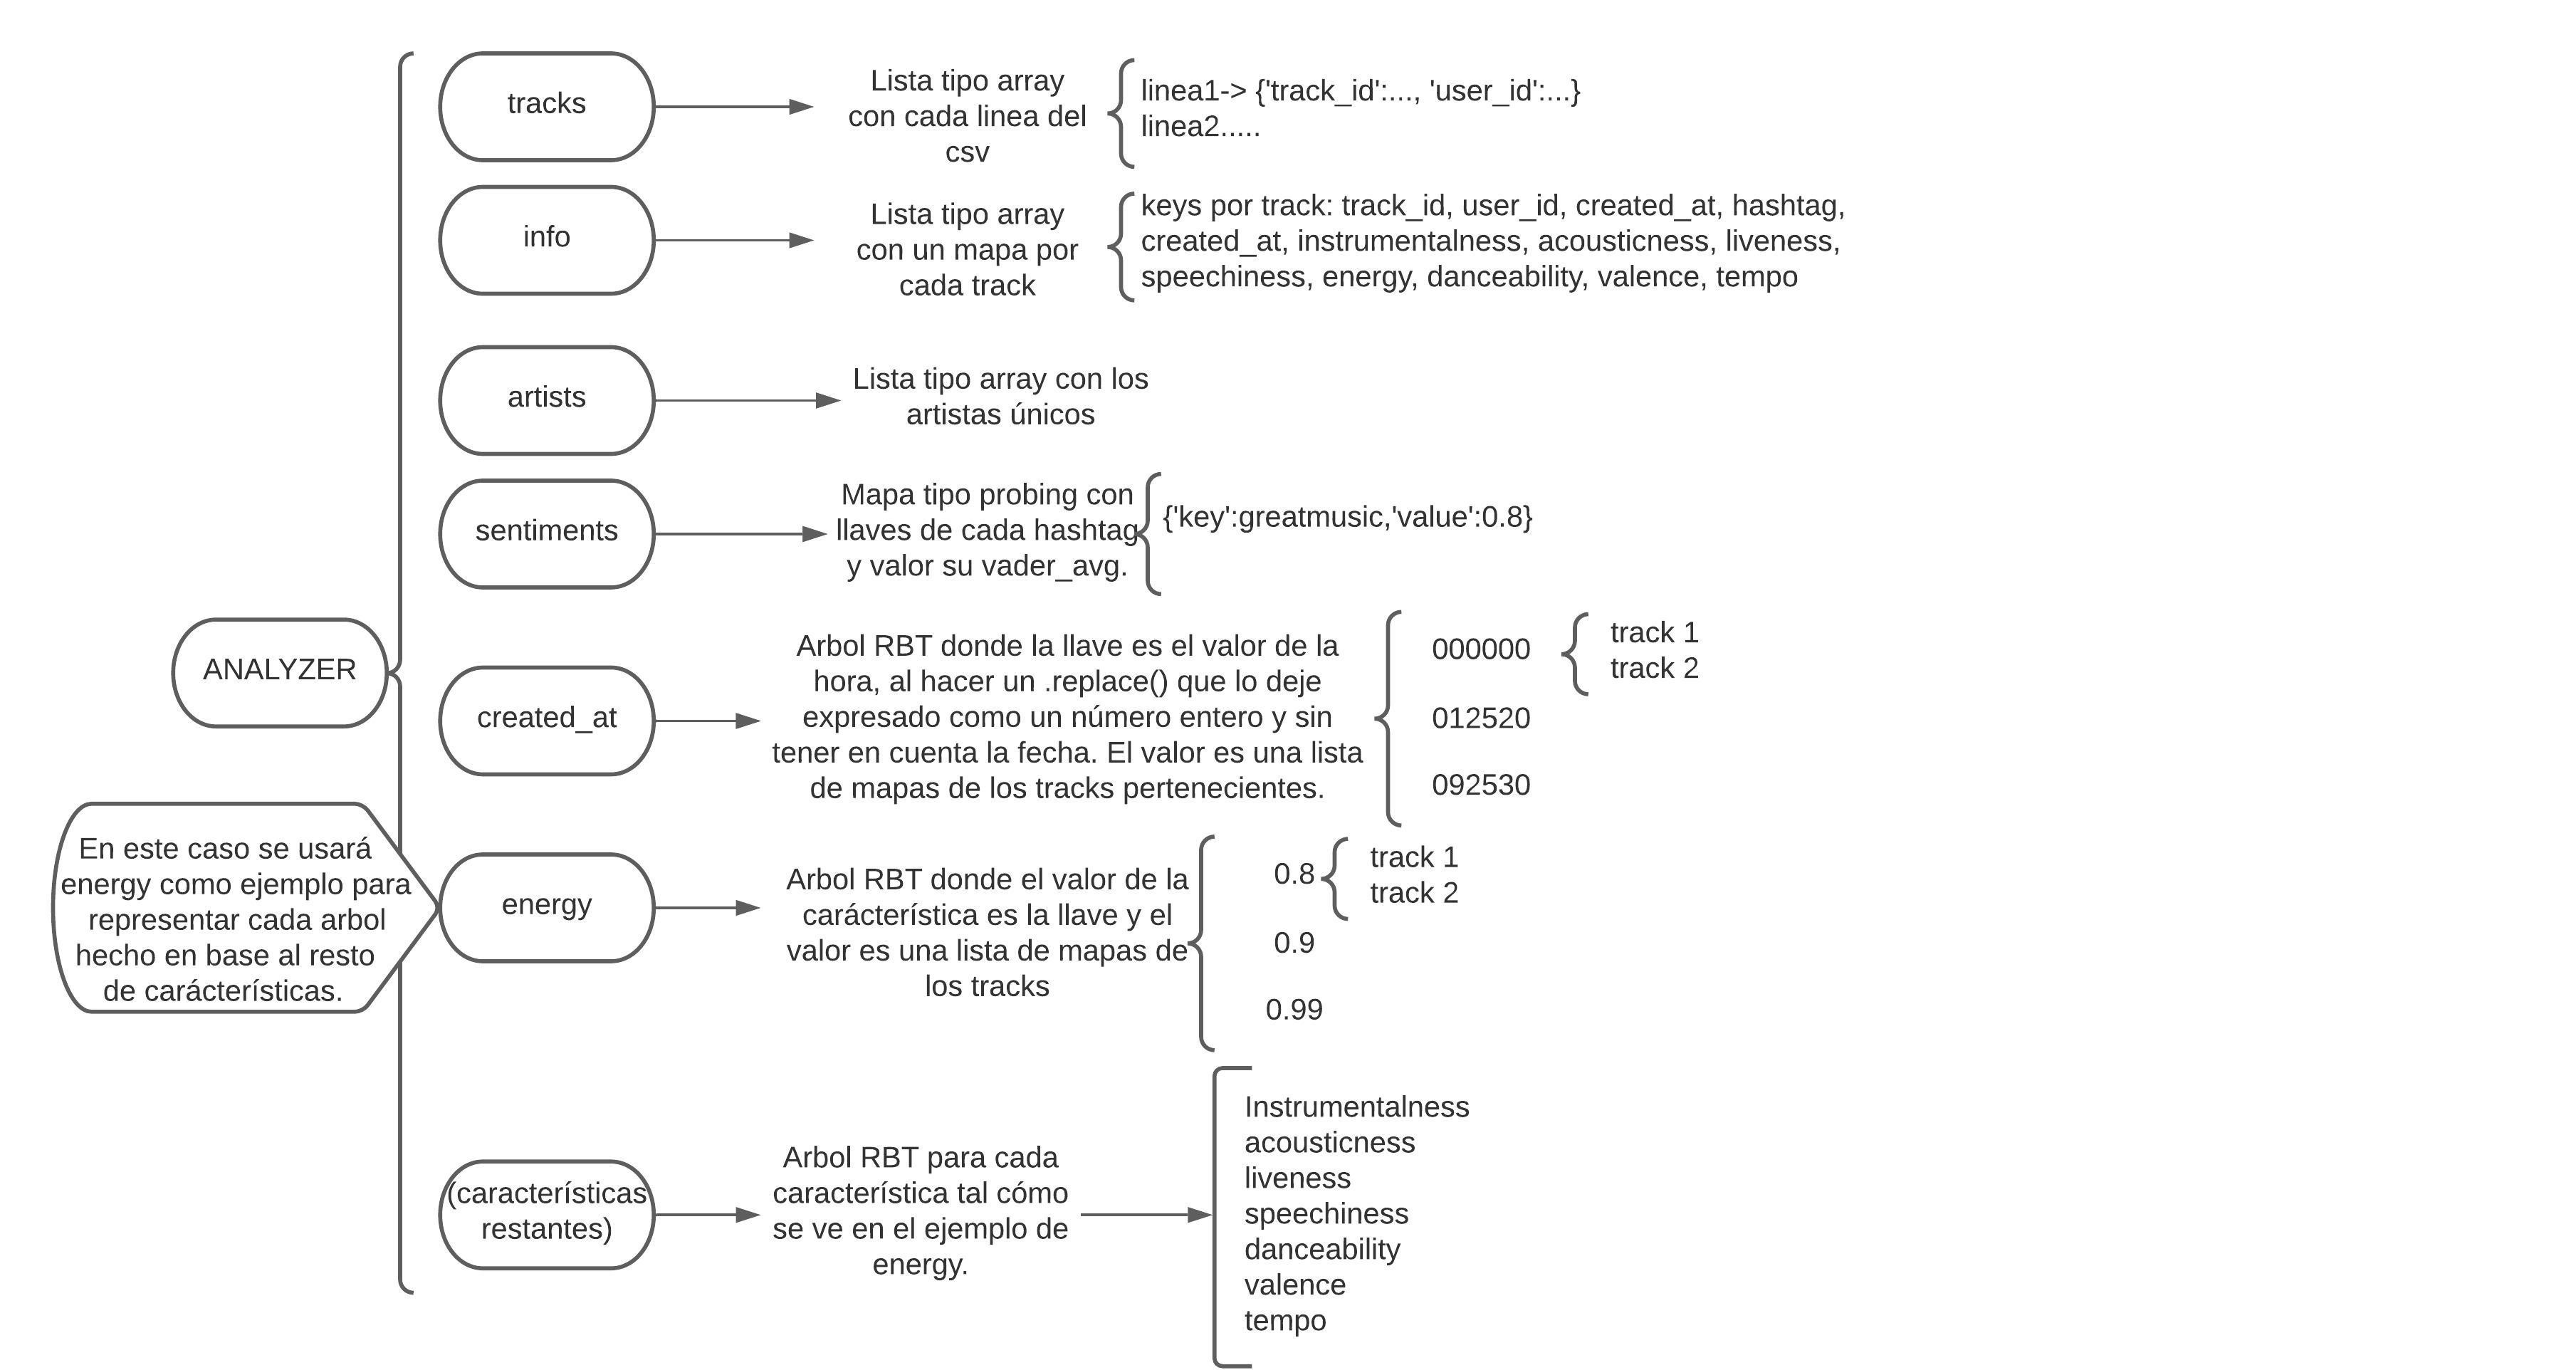 tracks
Lista tipo array
con cada linea del
csv
linea1-> {'track_id':..., 'user_id':...}
linea2.....
info
Lista tipo array
con un mapa por
cada track
keys por track: track_id, user_id, created_at, hashtag,
created_at, instrumentalness, acousticness, liveness,
speechiness, energy, danceability, valence, tempo
artists
Lista tipo array con los
artistas únicos
sentiments
Mapa tipo probing con
llaves de cada hashtag
y valor su vader_avg.
{'key':greatmusic,'value':0.8}
ANALYZER
created_at
Arbol RBT donde la llave es el valor de la
hora, al hacer un .replace() que lo deje
expresado como un número entero y sin
tener en cuenta la fecha. El valor es una lista
de mapas de los tracks pertenecientes.
000000
track 1
track 2
012520
092530
En este caso se usará
energy como ejemplo para
representar cada arbol
hecho en base al resto
de carácterísticas.
energy
Arbol RBT donde el valor de la
carácterística es la llave y el
valor es una lista de mapas de
los tracks
0.8
track 1
track 2
0.9
0.99
(características
restantes)
Arbol RBT para cada
característica tal cómo
se ve en el ejemplo de
energy.
Instrumentalness
acousticness
liveness
speechiness
danceability
valence
tempo